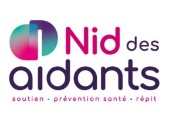 Nid des
aidants
soutien • prévention santé • répit